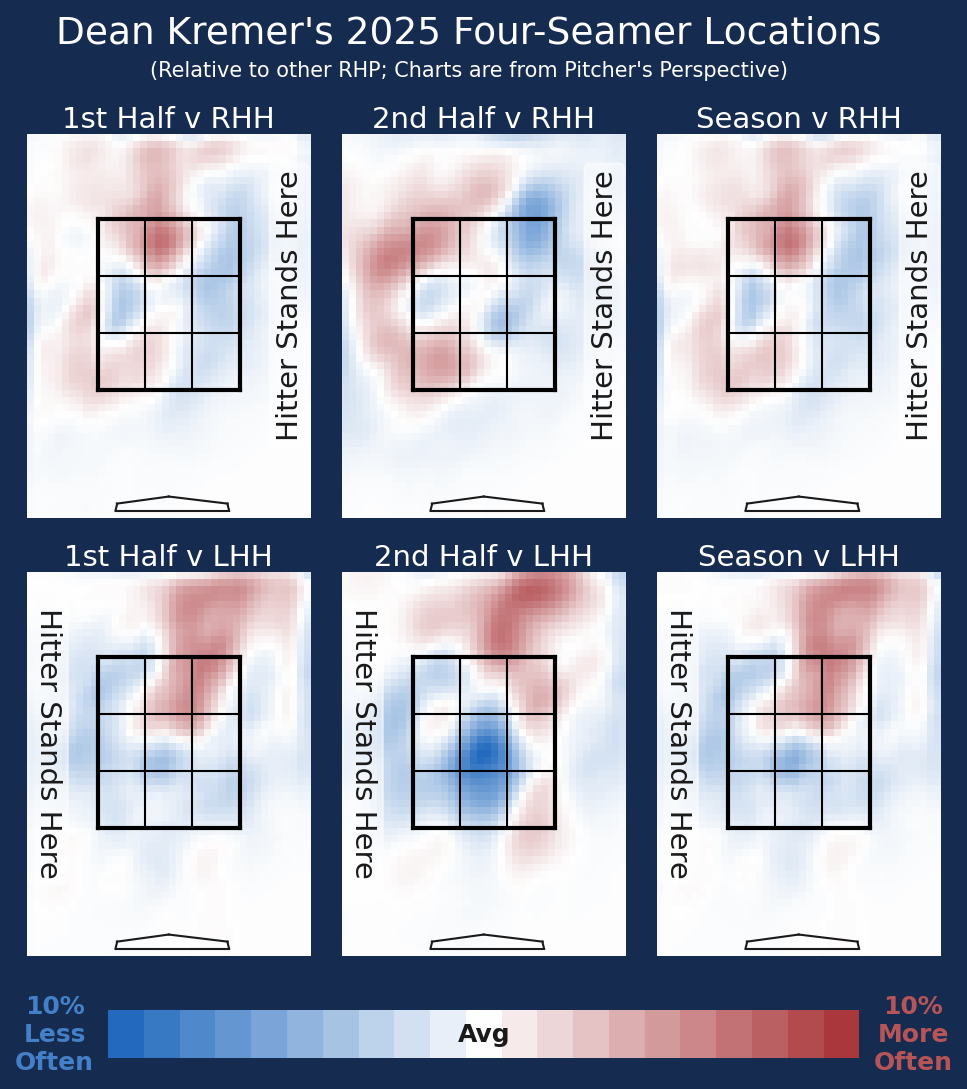 Dean Kremer's 2025 Four-Seamer Locations
(Relative to other RHP; Charts are from Pitcher's Perspective)
1st Half v RHH
2nd Half v RHH
Season v RHH
Hitter Stands Here
Hitter Stands Here
Hitter Stands Here
1st Half v LHH
2nd Half v LHH
Season v LHH
Hitter Stands Here
Hitter Stands Here
Hitter Stands Here
10%
Less
Often
Avg
10%
More
Often